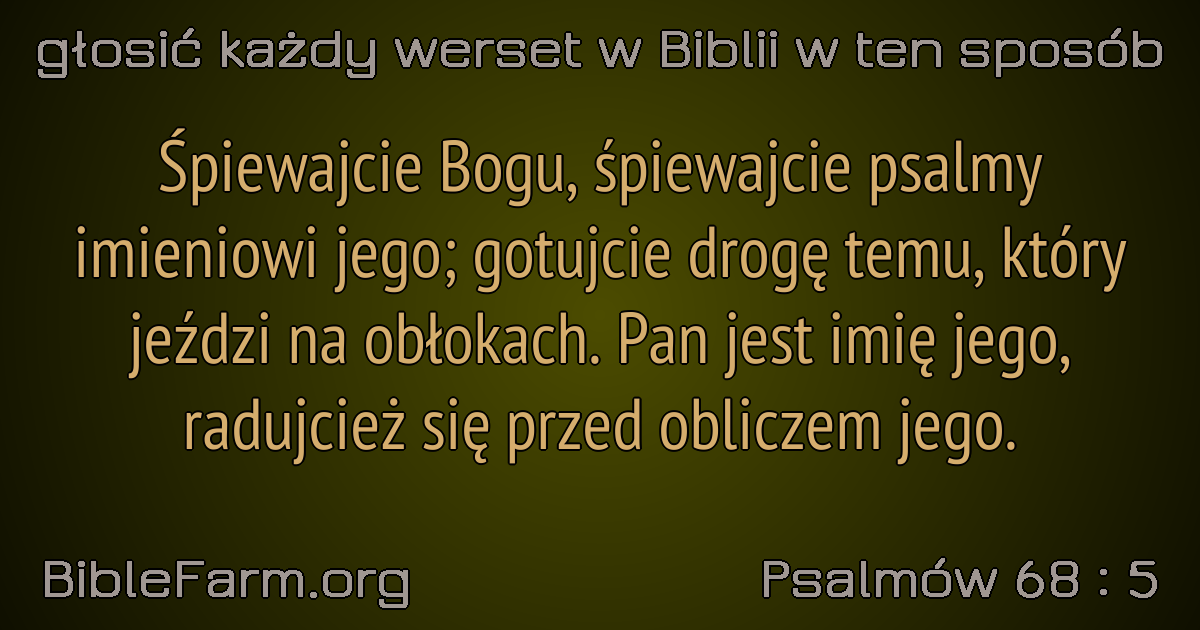 głosić każdy werset w Biblii w ten sposób
Śpiewajcie Bogu, śpiewajcie psalmy
imieniowi jego; gotujcie drogę temu, który
jeździ na obłokach. Pan jest imię jego,
radujcież się przed obliczem jego.
BibleFarm.org
Psalmów 68 : 5